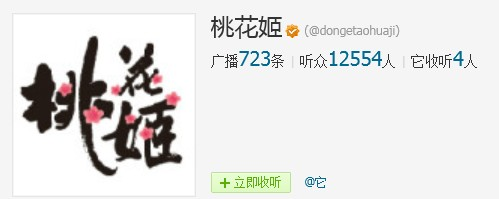 桃花姬
桃花姬 (@dongetaohuaji)
广播723条 | 听众12554人 | 它收听4人
+ 立即收听 @它